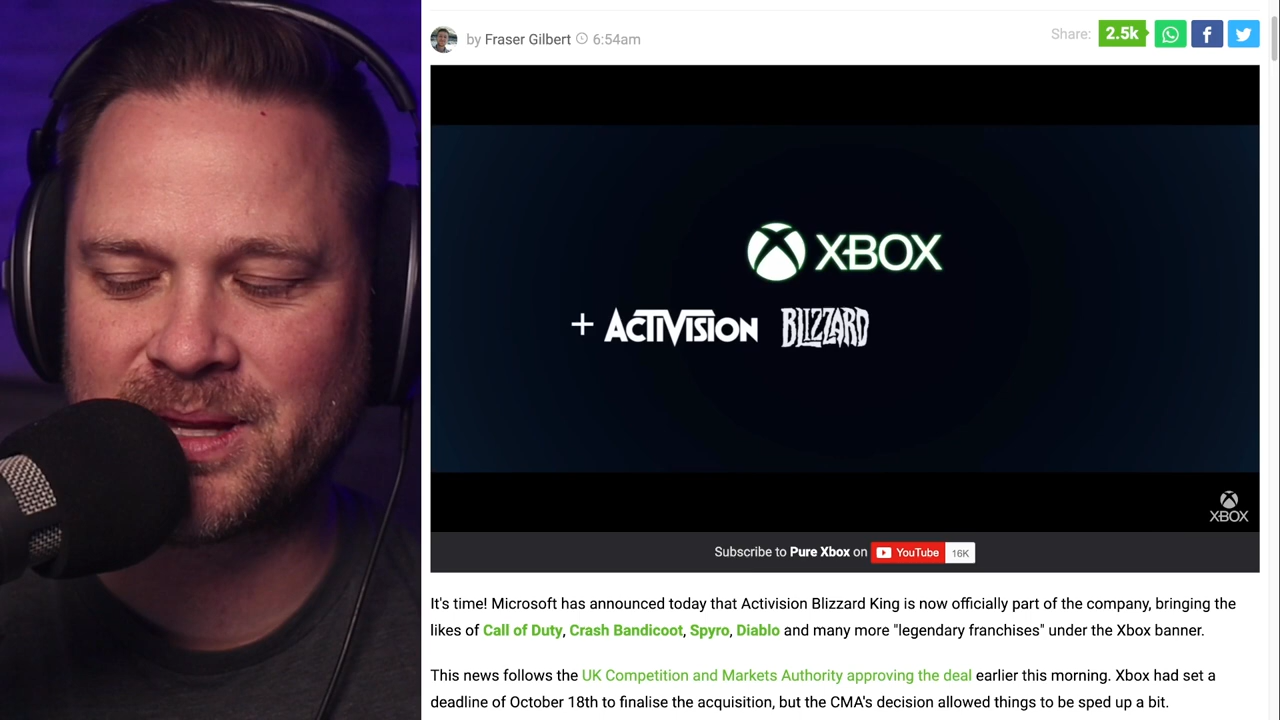 by Fraser Gilbert 6:54am
Share: 2.5k
XBOX
+ ACTIVISION BLIZZARD
XBOX
Subscribe to Pure Xbox on YouTube 16K
It's time! Microsoft has announced today that Activision Blizzard King is now officially part of the company, bringing the
likes of Call of Duty, Crash Bandicoot, Spyro, Diablo and many more "legendary franchises" under the Xbox banner.
This news follows the UK Competition and Markets Authority approving the deal earlier this morning. Xbox had set a
deadline of October 18th to finalise the acquisition, but the CMA's decision allowed things to be sped up a bit.